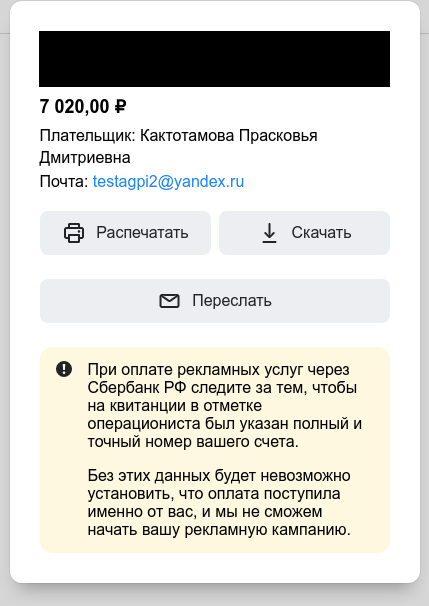 7 020,00 ₽
Плательщик: Кактотамова Прасковья
Дмитриевна
Почта: testagpi2@yandex.ru
Распечатать
Скачать
Переслать
При оплате рекламных услуг через
Сбербанк РФ следите за тем, чтобы
на квитанции в отметке
операциониста был указан полный и
точный номер вашего счета.
Без этих данных будет невозможно
установить, что оплата поступила
именно от вас, и мы не сможем
начать вашу рекламную кампанию.